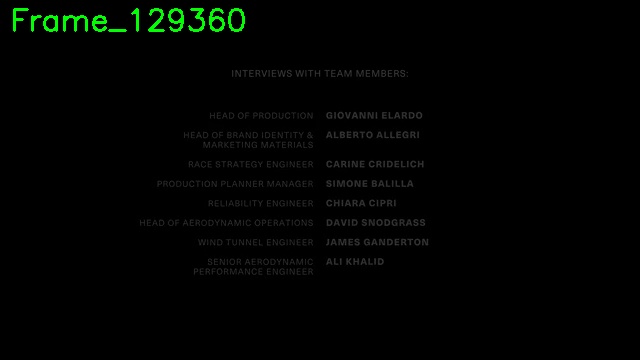 Frame_129360
INTERVIEWS WITH TEAM MEMBERS:
HEAD OF PRODUCTION GIOVANNI ELARDO
HEAD OF BRAND IDENTITY & ALBERTO ALLEGRI
MARKETING MATERIALS
RACE STRATEGY ENGINEER CARINE CRIDELICH
PRODUCTION PLANNER MANAGER SIMONE BALILLA
RELIABILITY ENGINEER CHIARA CIPRI
HEAD OF AERODYNAMIC OPERATIONS DAVID SNODGRASS
WIND TUNNEL ENGINEER JAMES GANDERTON
SENIOR AERODYNAMIC ALI KHALID
PERFORMANCE ENGINEER